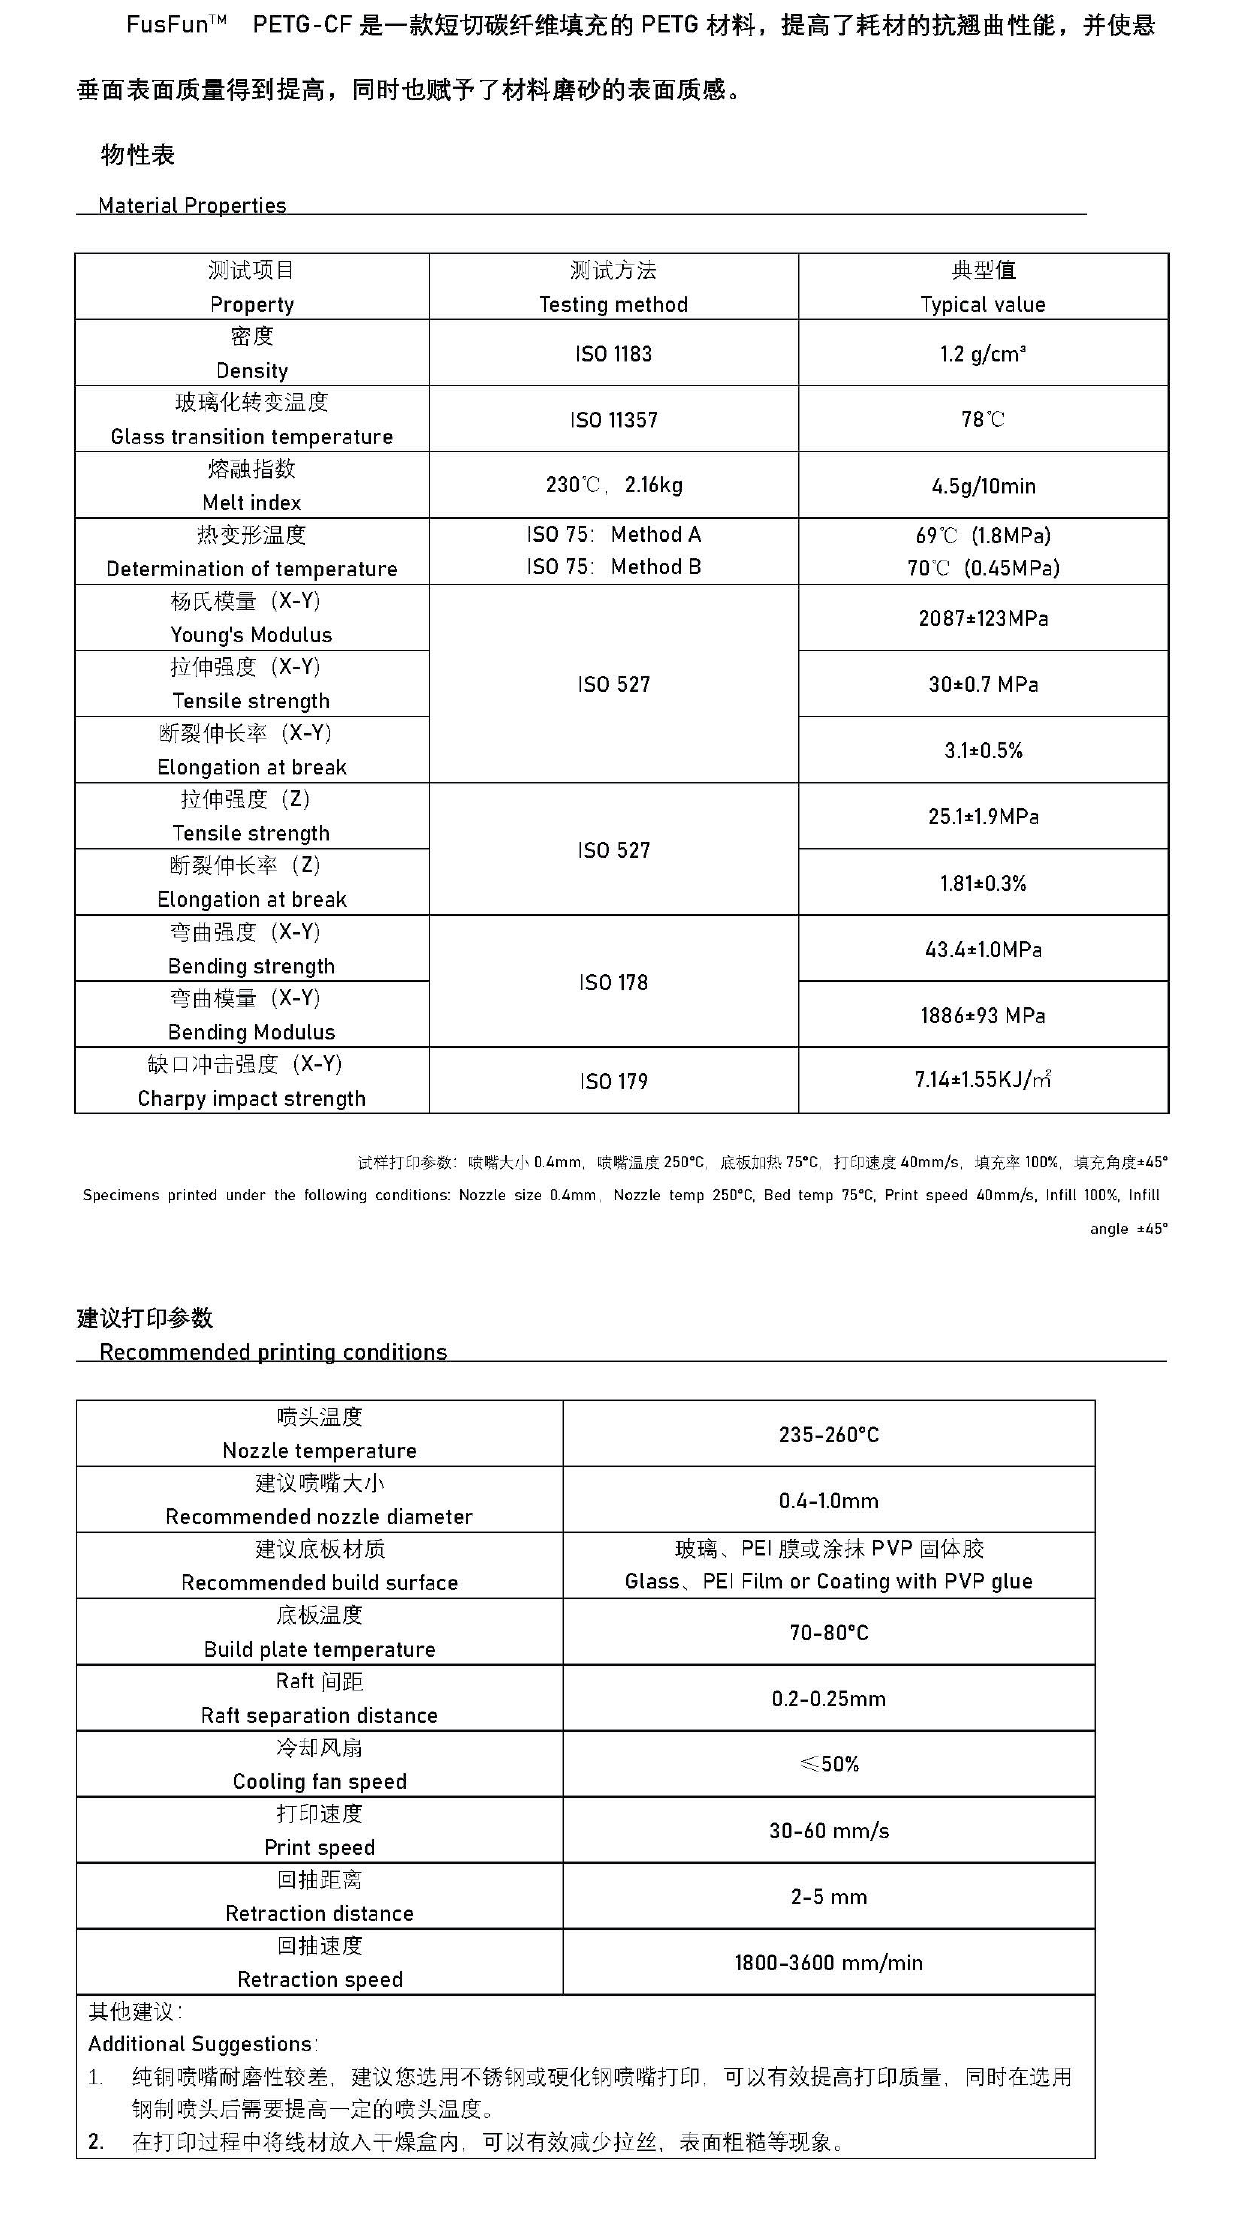 FusFun™ PETG-CF 是一款短切碳纤维填充的 PETG 材料，提高了耗材的抗翘曲性能，并使悬
垂面表面质量得到提高，同时也赋予了材料磨砂的表面质感。
物性表
Material Properties
测试项目 测试方法 典型值
Property Testing method Typical value
密度
Density ISO 1183 1.2 g/cm³
玻璃化转变温度
Glass transition temperature ISO 11357 78℃
熔融指数
Melt index 230℃，2.16kg 4.5g/10min
热变形温度 ISO 75：Method A 69℃ (1.8MPa)
Determination of temperature ISO 75：Method B 70℃ (0.45MPa)
杨氏模量（X-Y）
Young's Modulus 2087±123MPa
拉伸强度（X-Y）
Tensile strength ISO 527 30±0.7 MPa
断裂伸长率（X-Y）
Elongation at break 3.1±0.5%
拉伸强度（Z）
Tensile strength 25.1±1.9MPa
ISO 527
断裂伸长率（Z）
Elongation at break 1.81±0.3%
弯曲强度（X-Y）
Bending strength 43.4±1.0MPa
ISO 178
弯曲模量（X-Y）
Bending Modulus 1886±93 MPa
缺口冲击强度（X-Y）
Charpy impact strength ISO 179 7.14±1.55KJ/㎡
试样打印参数：喷嘴大小 0.4mm，喷嘴温度 250°C，底板加热 75°C，打印速度 40mm/s，填充率 100%，填充角度±45°
Specimens printed under the following conditions: Nozzle size 0.4mm，Nozzle temp 250°C, Bed temp 75°C, Print speed 40mm/s, Infill 100%, Infill
angle ±45°
建议打印参数
Recommended printing conditions
喷头温度
Nozzle temperature 235-260°C
建议喷嘴大小
Recommended nozzle diameter 0.4-1.0mm
建议底板材质 玻璃、PEI 膜或涂抹 PVP 固体胶
Recommended build surface Glass、PEI Film or Coating with PVP glue
底板温度
Build plate temperature 70-80°C
Raft 间距
Raft separation distance 0.2-0.25mm
冷却风扇
Cooling fan speed ≤50%
打印速度
Print speed 30-60 mm/s
回抽距离
Retraction distance 2-5 mm
回抽速度
Retraction speed 1800-3600 mm/min
其他建议：
Additional Suggestions：
1. 纯铜喷嘴耐磨性较差，建议您选用不锈钢或硬化钢喷嘴打印，可以有效提高打印质量，同时在选用
钢制喷头后需要提高一定的喷头温度。
2. 在打印过程中将线材放入干燥盒内，可以有效减少拉丝，表面粗糙等现象。